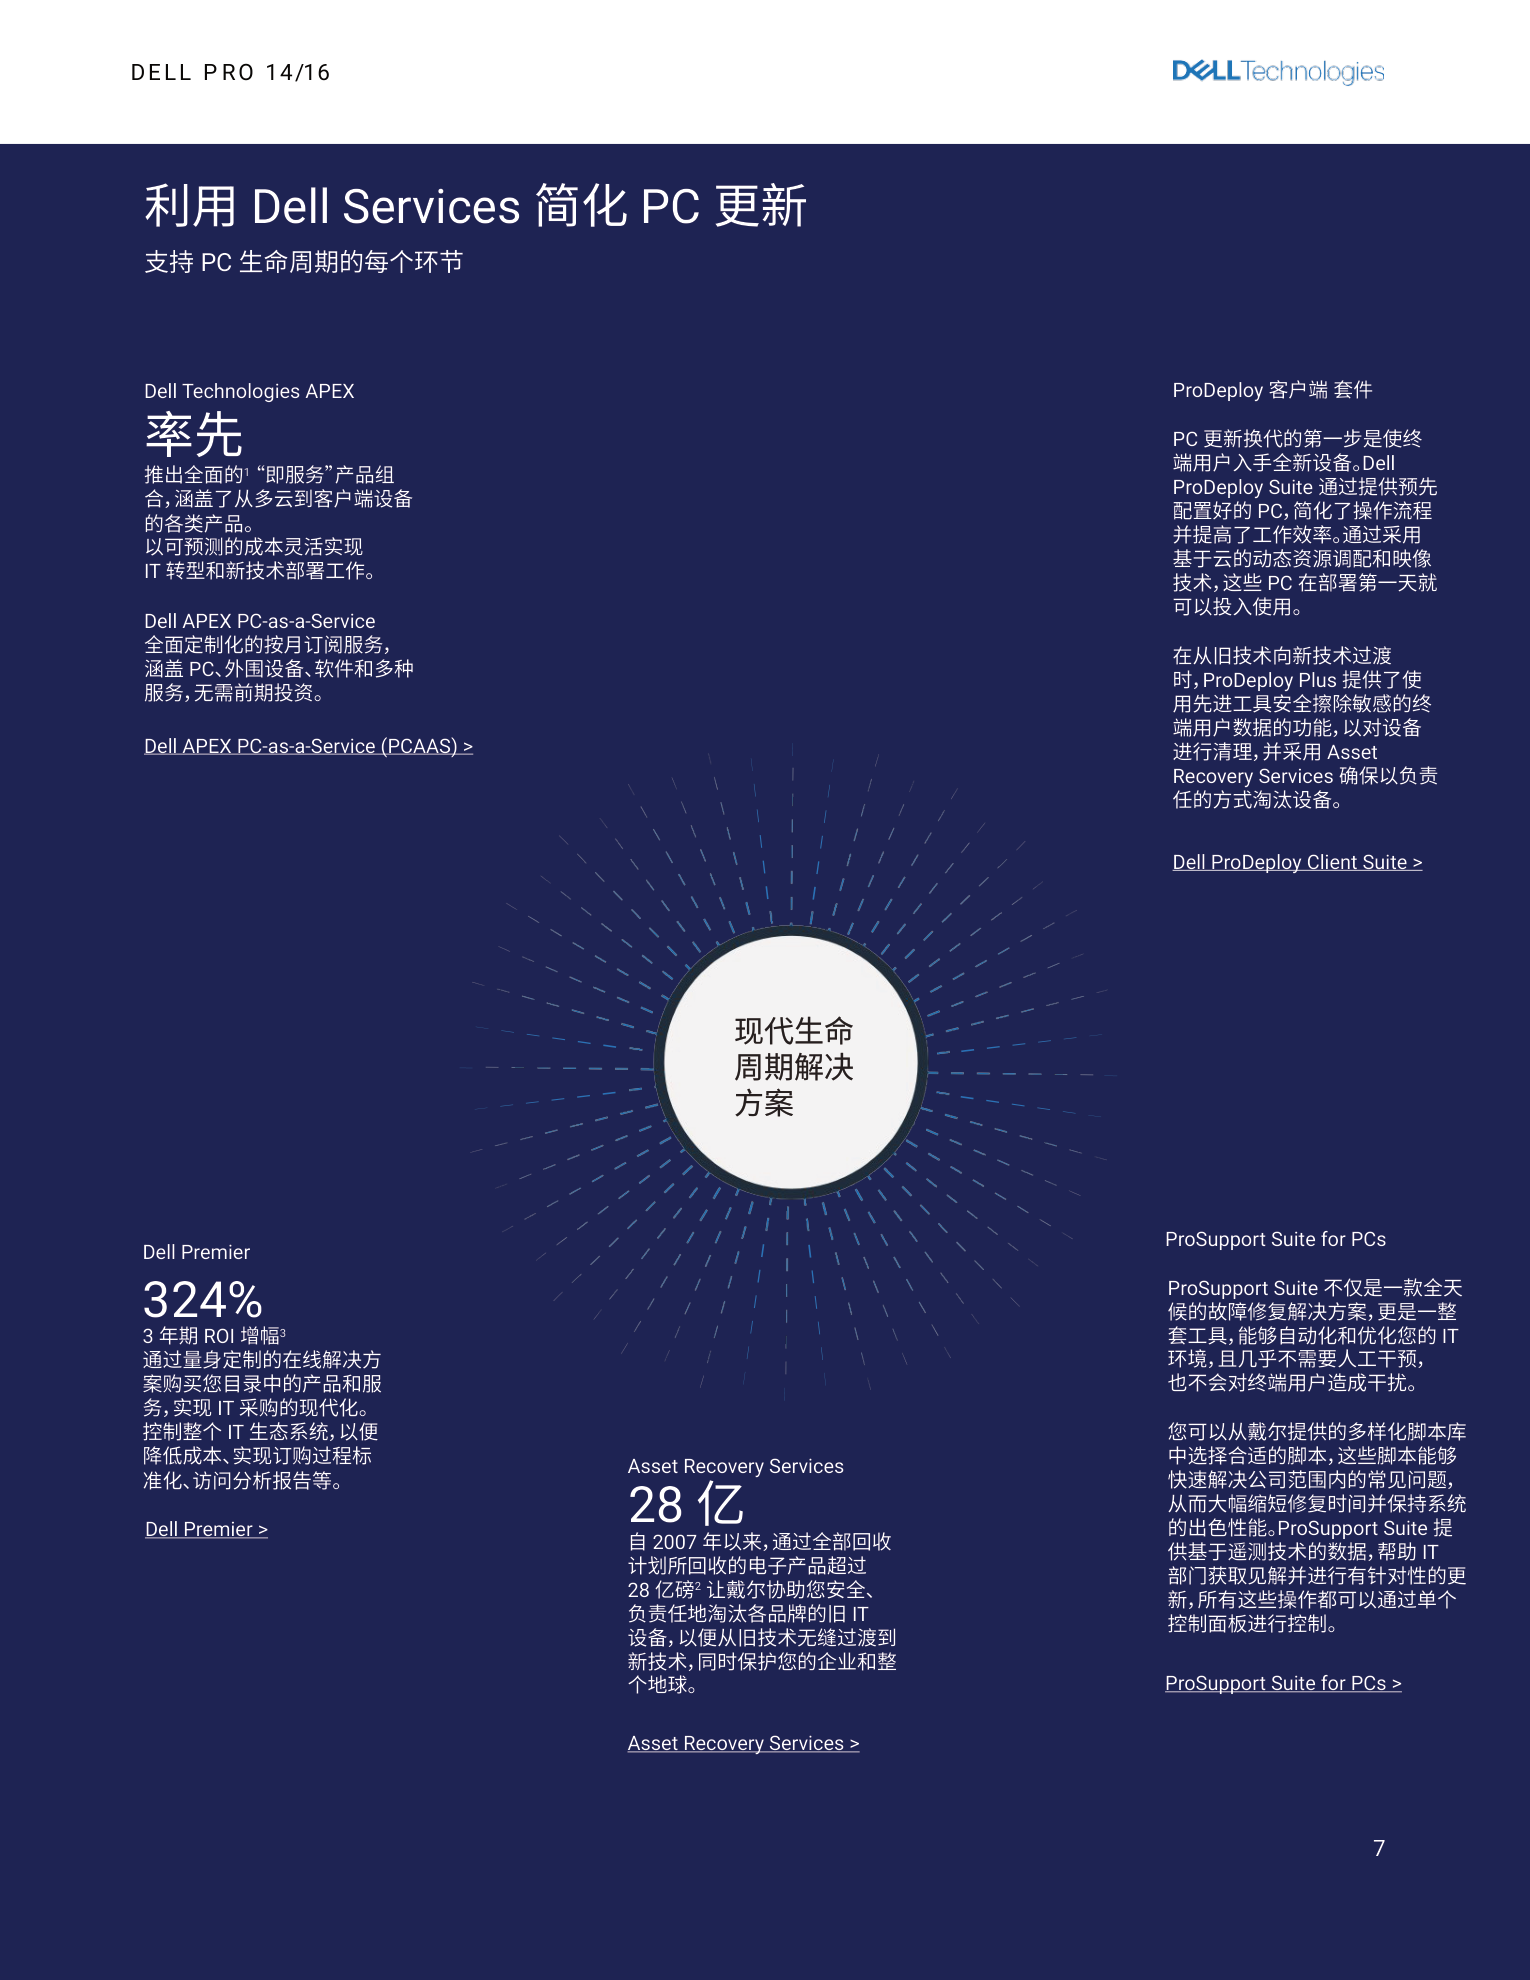 DELL PRO 14/16
DELLTechnologies
利用 Dell Services 简化 PC 更新
支持 PC 生命周期的每个环节
Dell Technologies APEX
率先
推出全面的¹ “即服务”产品组
合，涵盖了从多云到客户端设备
的各类产品。
以可预测的成本灵活实现
IT 转型和新技术部署工作。
Dell APEX PC-as-a-Service
全面定制化的按月订阅服务，
涵盖 PC、外围设备、软件和多种
服务，无需前期投资。
Dell APEX PC-as-a-Service (PCAAS) >
ProDeploy 客户端 套件
PC 更新换代的第一步是使终
端用户入手全新设备。Dell
ProDeploy Suite 通过提供预先
配置好的 PC，简化了操作流程
并提高了工作效率。通过采用
基于云的动态资源调配和映像
技术，这些 PC 在部署第一天就
可以投入使用。
在从旧技术向新技术过渡
时，ProDeploy Plus 提供了使
用先进工具安全擦除敏感的终
端用户数据的功能，以对设备
进行清理，并采用 Asset
Recovery Services 确保以负责
任的方式淘汰设备。
Dell ProDeploy Client Suite >
现代生命
周期解决
方案
Dell Premier
324%
3 年期 ROI 增幅³
通过量身定制的在线解决方
案购买您目录中的产品和服
务，实现 IT 采购的现代化。
控制整个 IT 生态系统，以便
降低成本、实现订购过程标
准化、访问分析报告等。
Dell Premier >
Asset Recovery Services
28 亿
自 2007 年以来，通过全部回收
计划所回收的电子产品超过
28 亿磅² 让戴尔协助您安全、
负责任地淘汰各品牌的旧 IT
设备，以便从旧技术无缝过渡到
新技术，同时保护您的企业和整
个地球。
Asset Recovery Services >
ProSupport Suite for PCs
ProSupport Suite 不仅是一款全天
候的故障修复解决方案，更是一整
套工具，能够自动化和优化您的 IT
环境，且几乎不需要人工干预，
也不会对终端用户造成干扰。
您可以从戴尔提供的多样化脚本库
中选择合适的脚本，这些脚本能够
快速解决公司范围内的常见问题，
从而大幅缩短修复时间并保持系统
的出色性能。ProSupport Suite 提
供基于遥测技术的数据，帮助 IT
部门获取见解并进行有针对性的更
新，所有这些操作都可以通过单个
控制面板进行控制。
ProSupport Suite for PCs >
7